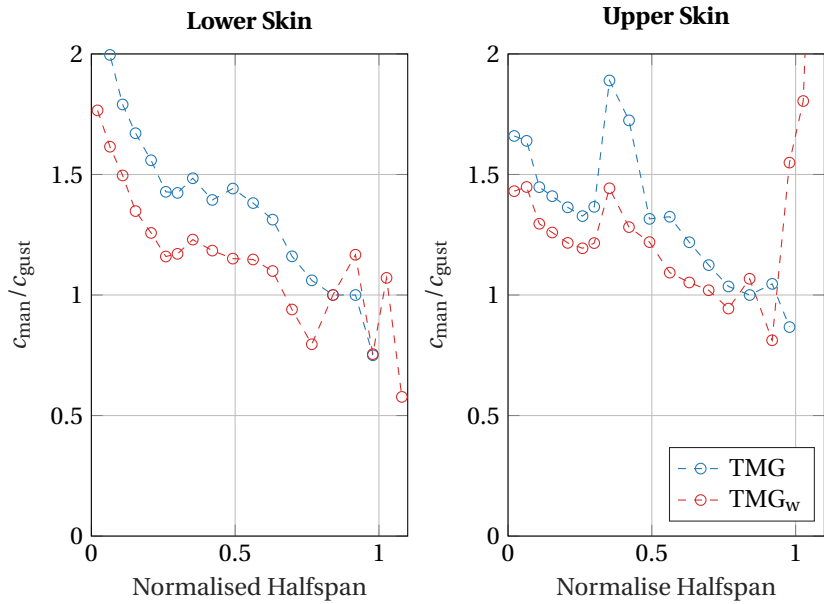 Lower Skin
2
1.5
1
0.5
0
0
0.5
1
c_man/c_gust
Normalised Halfspan
Upper Skin
2
1.5
1
0.5
0
0
0.5
1
c_man/c_gust
Normalise Halfspan
TMG
TMG_w